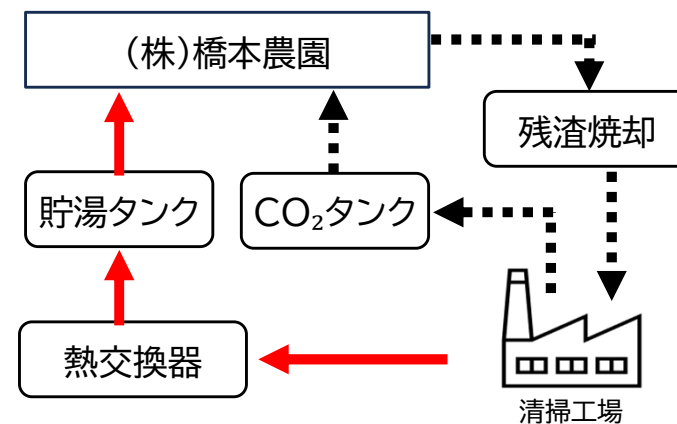 (株)橋本農園
残渣焼却
貯湯タンク
CO₂タンク
熱交換器
清掃工場